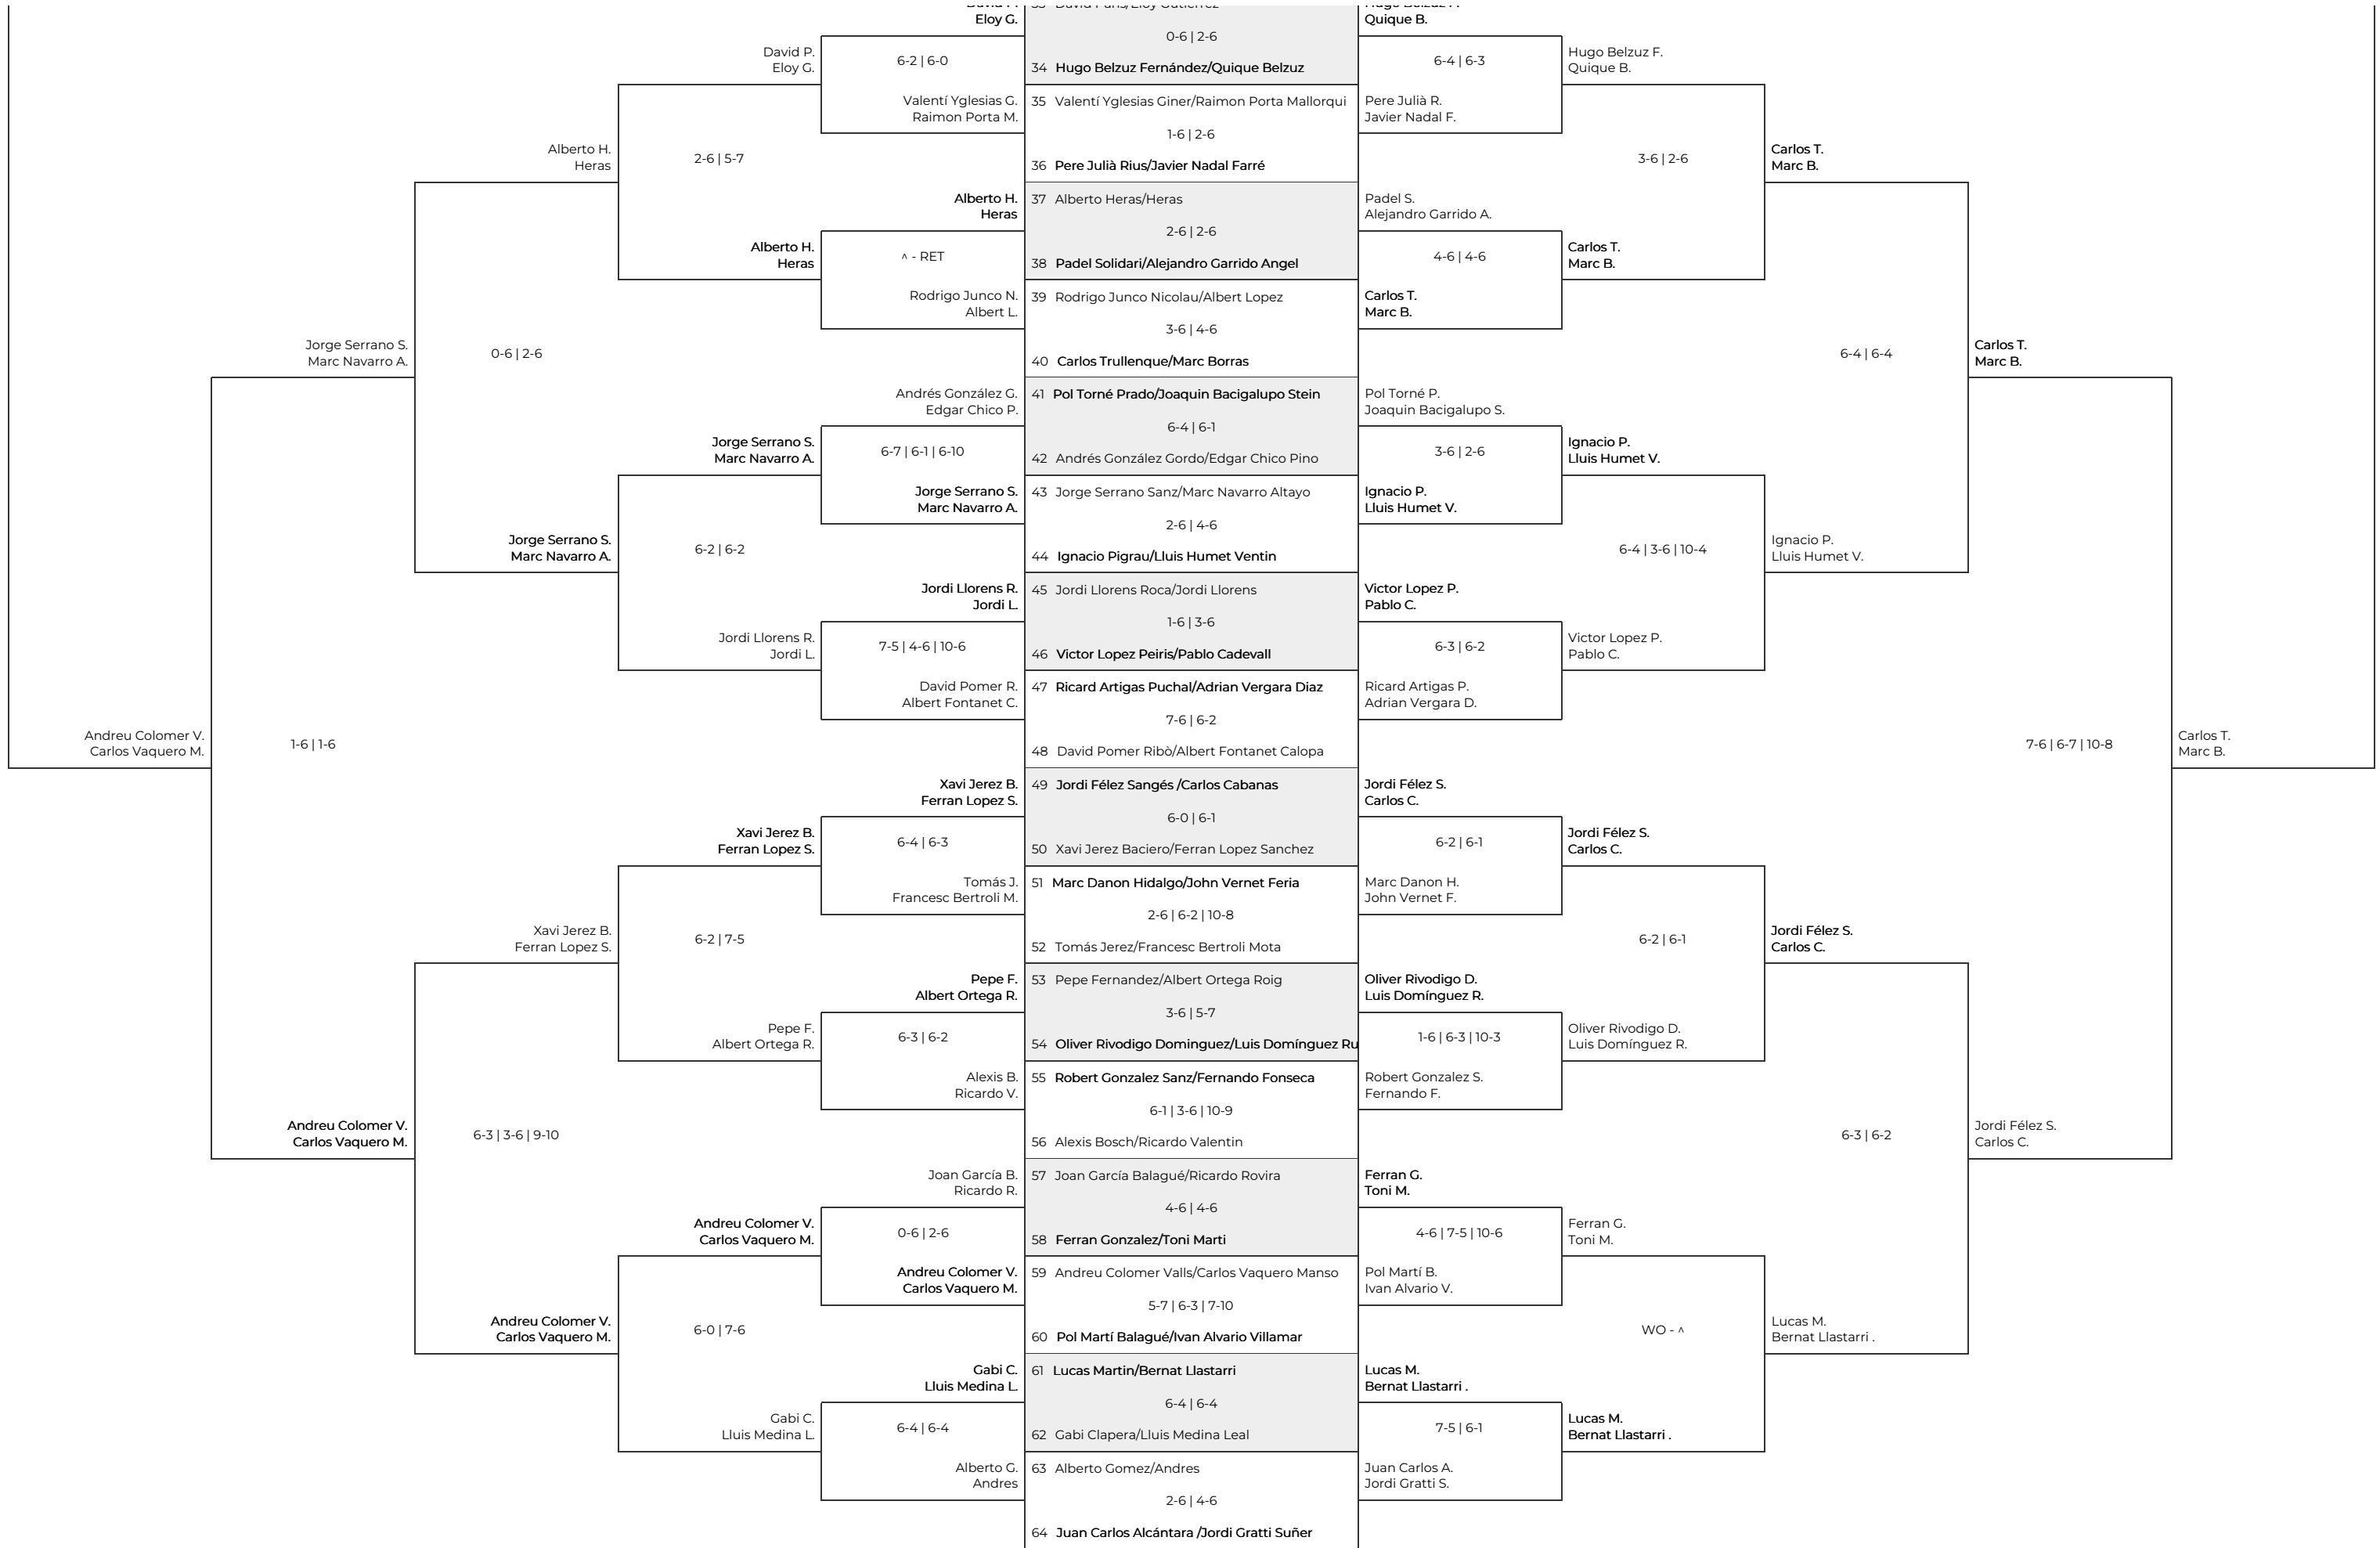 Eloy G.
Quique B.
0-6 | 2-6
David P.
Eloy G.
6-2 | 6-0
34 Hugo Belzuz Fernández/Quique Belzuz
6-4 | 6-3
Hugo Belzuz F.
Quique B.
Valentí Yglesias G.
Raimon Porta M.
35 Valentí Yglesias Giner/Raimon Porta Mallorqui
Pere Julià R.
Javier Nadal F.
1-6 | 2-6
Alberto H.
Heras
2-6 | 5-7
36 Pere Julià Rius/Javier Nadal Farré
3-6 | 2-6
Carlos T.
Marc B.
Alberto H.
Heras
37 Alberto Heras/Heras
Padel S.
Alejandro Garrido A.
2-6 | 2-6
Alberto H.
Heras
^ - RET
38 Padel Solidari/Alejandro Garrido Angel
4-6 | 4-6
Carlos T.
Marc B.
Rodrigo Junco N.
Albert L.
39 Rodrigo Junco Nicolau/Albert Lopez
Carlos T.
Marc B.
3-6 | 4-6
Jorge Serrano S.
Marc Navarro A.
0-6 | 2-6
40 Carlos Trullenque/Marc Borras
6-4 | 6-4
Carlos T.
Marc B.
Andrés González G.
Edgar Chico P.
41 Pol Torné Prado/Joaquin Bacigalupo Stein
Pol Torné P.
Joaquin Bacigalupo S.
6-4 | 6-1
Jorge Serrano S.
Marc Navarro A.
6-7 | 6-1 | 6-10
42 Andrés González Gordo/Edgar Chico Pino
3-6 | 2-6
Ignacio P.
Lluis Humet V.
Jorge Serrano S.
Marc Navarro A.
43 Jorge Serrano Sanz/Marc Navarro Altayo
Ignacio P.
Lluis Humet V.
2-6 | 4-6
Jorge Serrano S.
Marc Navarro A.
6-2 | 6-2
44 Ignacio Pigrau/Lluis Humet Ventin
6-4 | 3-6 | 10-4
Ignacio P.
Lluis Humet V.
Jordi Llorens R.
Jordi L.
45 Jordi Llorens Roca/Jordi Llorens
Victor Lopez P.
Pablo C.
1-6 | 3-6
Jordi Llorens R.
Jordi L.
7-5 | 4-6 | 10-6
46 Victor Lopez Peiris/Pablo Cadevall
6-3 | 6-2
Victor Lopez P.
Pablo C.
David Pomer R.
Albert Fontanet C.
47 Ricard Artigas Puchal/Adrian Vergara Diaz
Ricard Artigas P.
Adrian Vergara D.
7-6 | 6-2
Andreu Colomer V.
Carlos Vaquero M.
1-6 | 1-6
48 David Pomer Ribò/Albert Fontanet Calopa
7-6 | 6-7 | 10-8
Carlos T.
Marc B.
Xavi Jerez B.
Ferran Lopez S.
49 Jordi Félez Sangés /Carlos Cabanas
Jordi Félez S.
Carlos C.
6-0 | 6-1
Xavi Jerez B.
Ferran Lopez S.
6-4 | 6-3
50 Xavi Jerez Baciero/Ferran Lopez Sanchez
6-2 | 6-1
Jordi Félez S.
Carlos C.
Tomás J.
Francesc Bertroli M.
51 Marc Danon Hidalgo/John Vernet Feria
Marc Danon H.
John Vernet F.
2-6 | 6-2 | 10-8
Xavi Jerez B.
Ferran Lopez S.
6-2 | 7-5
52 Tomás Jerez/Francesc Bertroli Mota
6-2 | 6-1
Jordi Félez S.
Carlos C.
Pepe F.
Albert Ortega R.
53 Pepe Fernandez/Albert Ortega Roig
Oliver Rivodigo D.
Luis Domínguez R.
3-6 | 5-7
Pepe F.
Albert Ortega R.
6-3 | 6-2
54 Oliver Rivodigo Dominguez/Luis Domínguez Ru
1-6 | 6-3 | 10-3
Oliver Rivodigo D.
Luis Domínguez R.
Alexis B.
Ricardo V.
55 Robert Gonzalez Sanz/Fernando Fonseca
Robert Gonzalez S.
Fernando F.
6-1 | 3-6 | 10-9
Andreu Colomer V.
Carlos Vaquero M.
6-3 | 3-6 | 9-10
56 Alexis Bosch/Ricardo Valentin
6-3 | 6-2
Jordi Félez S.
Carlos C.
Joan García B.
Ricardo R.
57 Joan García Balagué/Ricardo Rovira
Ferran G.
Toni M.
4-6 | 4-6
Andreu Colomer V.
Carlos Vaquero M.
0-6 | 2-6
58 Ferran Gonzalez/Toni Marti
4-6 | 7-5 | 10-6
Ferran G.
Toni M.
Andreu Colomer V.
Carlos Vaquero M.
59 Andreu Colomer Valls/Carlos Vaquero Manso
Pol Martí B.
Ivan Alvario V.
5-7 | 6-3 | 7-10
Andreu Colomer V.
Carlos Vaquero M.
6-0 | 7-6
60 Pol Martí Balagué/Ivan Alvario Villamar
WO - ^
Lucas M.
Bernat Llastarri .
Gabi C.
Lluis Medina L.
61 Lucas Martin/Bernat Llastarri
Lucas M.
Bernat Llastarri .
6-4 | 6-4
Gabi C.
Lluis Medina L.
6-4 | 6-4
62 Gabi Clapera/Lluis Medina Leal
7-5 | 6-1
Lucas M.
Bernat Llastarri .
Alberto G.
Andres
63 Alberto Gomez/Andres
Juan Carlos A.
Jordi Gratti S.
2-6 | 4-6
64 Juan Carlos Alcántara /Jordi Gratti Suñer